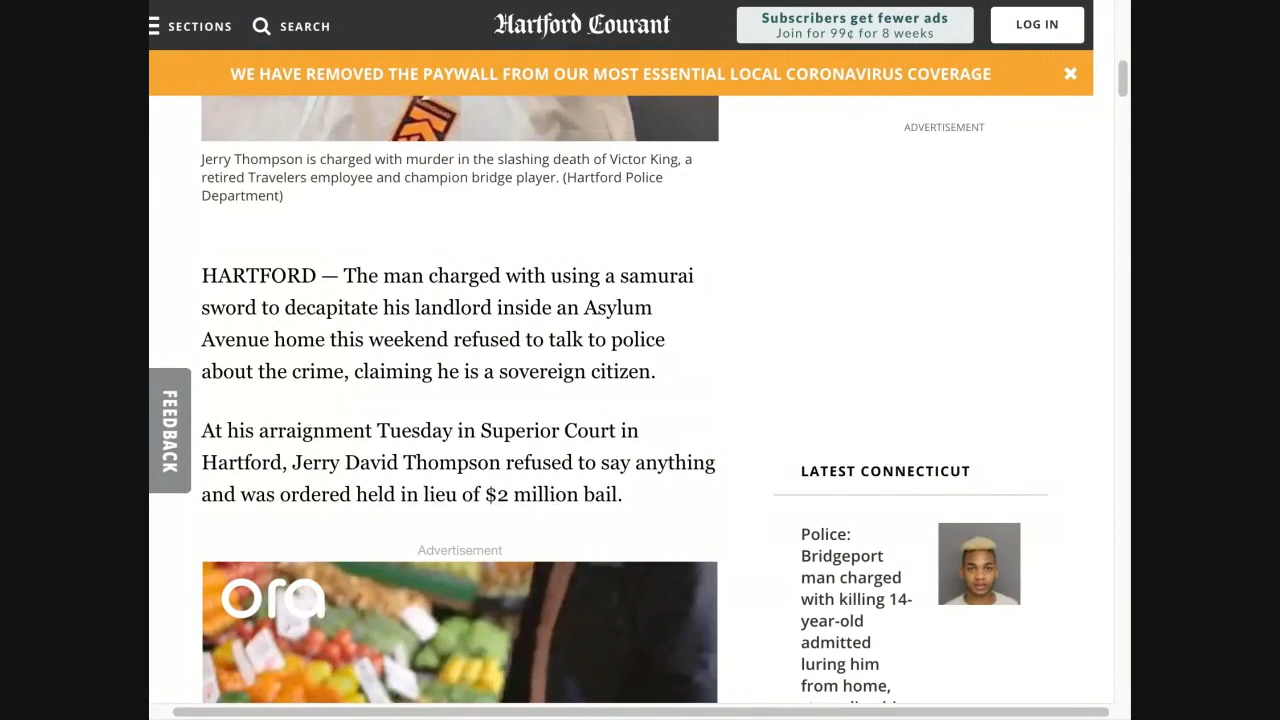 SECTIONS
SEARCH
Hartford Courant
Subscribers get fewer ads
Join for 99¢ for 8 weeks
LOG IN
WE HAVE REMOVED THE PAYWALL FROM OUR MOST ESSENTIAL LOCAL CORONAVIRUS COVERAGE
Jerry Thompson is charged with murder in the slashing death of Victor King, a
retired Travelers employee and champion bridge player. (Hartford Police
Department)
HARTFORD — The man charged with using a samurai
sword to decapitate his landlord inside an Asylum
Avenue home this weekend refused to talk to police
about the crime, claiming he is a sovereign citizen.
At his arraignment Tuesday in Superior Court in
Hartford, Jerry David Thompson refused to say anything
and was ordered held in lieu of $2 million bail.
Advertisement
ora
FEEDBACK
ADVERTISEMENT
LATEST CONNECTICUT
Police:
Bridgeport
man charged
with killing 14-
year-old
admitted
luring him
from home,